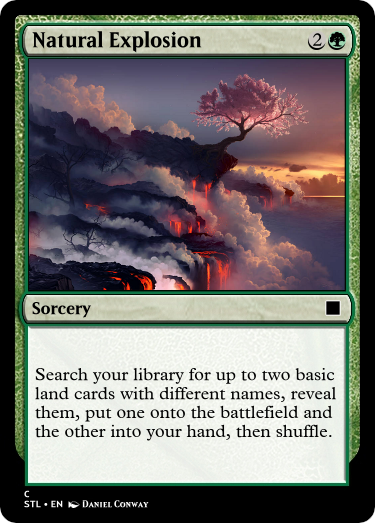 Natural Explosion 2
Sorcery
Search your library for up to two basic
land cards with different names, reveal
them, put one onto the battlefield and
the other into your hand, then shuffle.
C
STL • EN Daniel Conway